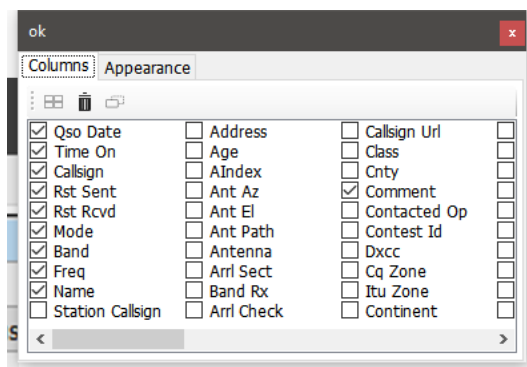 ok
x
Columns Appearance
Qso Date Address Callsign Url
Time On Age Class
Callsign AIndex Cnty
Rst Sent Ant Az Comment
Rst Rcvd Ant El Contacted Op
Mode Ant Path Contest Id
Band Antenna Dxcc
Freq Arrl Sect Cq Zone
Name Band Rx Itu Zone
Station Callsign Arrl Check Continent